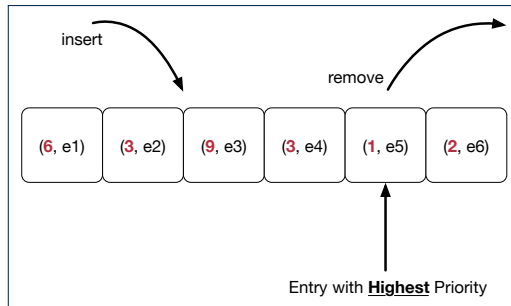 insert
remove
(6, e1) (3, e2) (9, e3) (3, e4) (1, e5) (2, e6)
Entry with Highest Priority